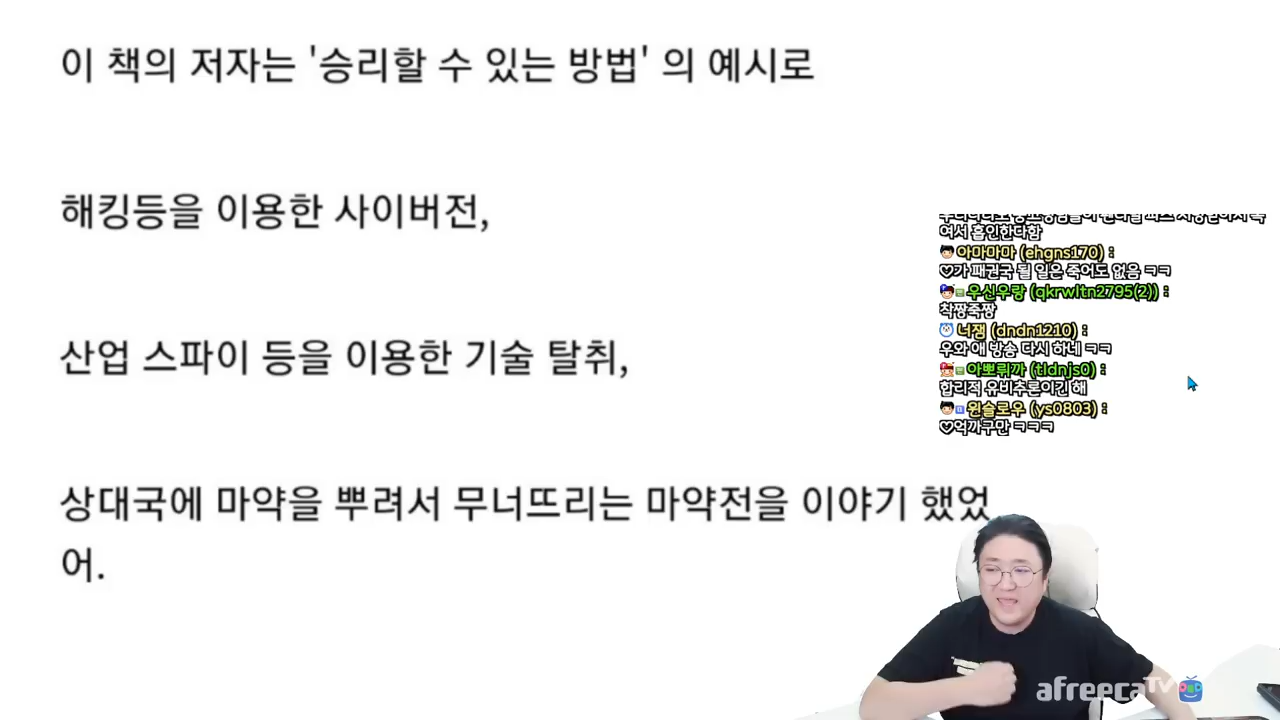 이 책의 저자는 '승리할 수 있는 방법' 의 예시로
해킹등을 이용한 사이버전,
산업 스파이 등을 이용한 기술 탈취,
상대국에 마약을 뿌려서 무너뜨리는 마약전을 이야기 했었
어.
여서 흡인한다함
아마마마 (ehgns170) :
♡가 패권국 될 일은 죽어도 없음 ㅋㅋ
우신우랑 (qkrwltn2795(2)) :
착짱죽짱
너잼 (dndn1210) :
우와 얘 방송 다시 하네 ㅋㅋ
아뽀뤼까 (tldnjs0) :
합리적 유비추론이긴 해
윈슬로우 (ys0803) :
♡억까구만 ㅋㅋㅋ
afreecaTV